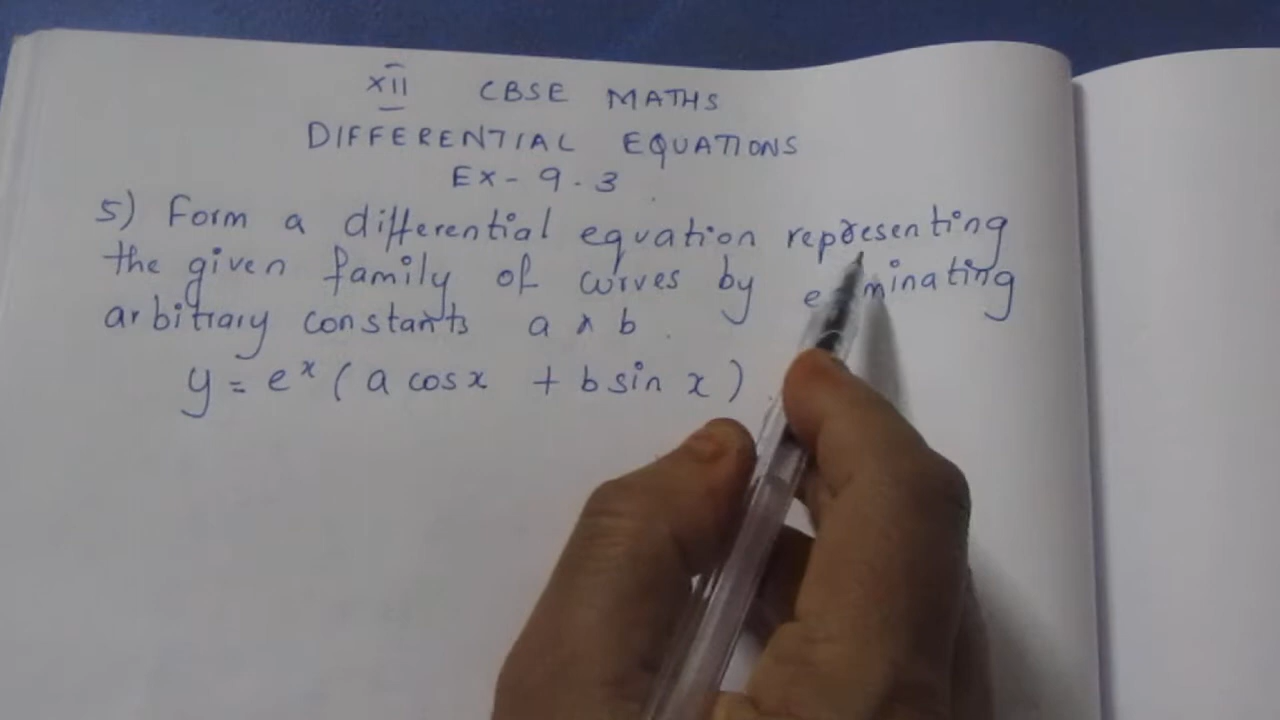 XII CBSE MATHS
DIFFERENTIAL EQUATIONS
EX - 9.3
5) Form a differential equation representing
the given family of curves by
arbitrary constants a & b.
y = e^x (a cos x + b sin x)